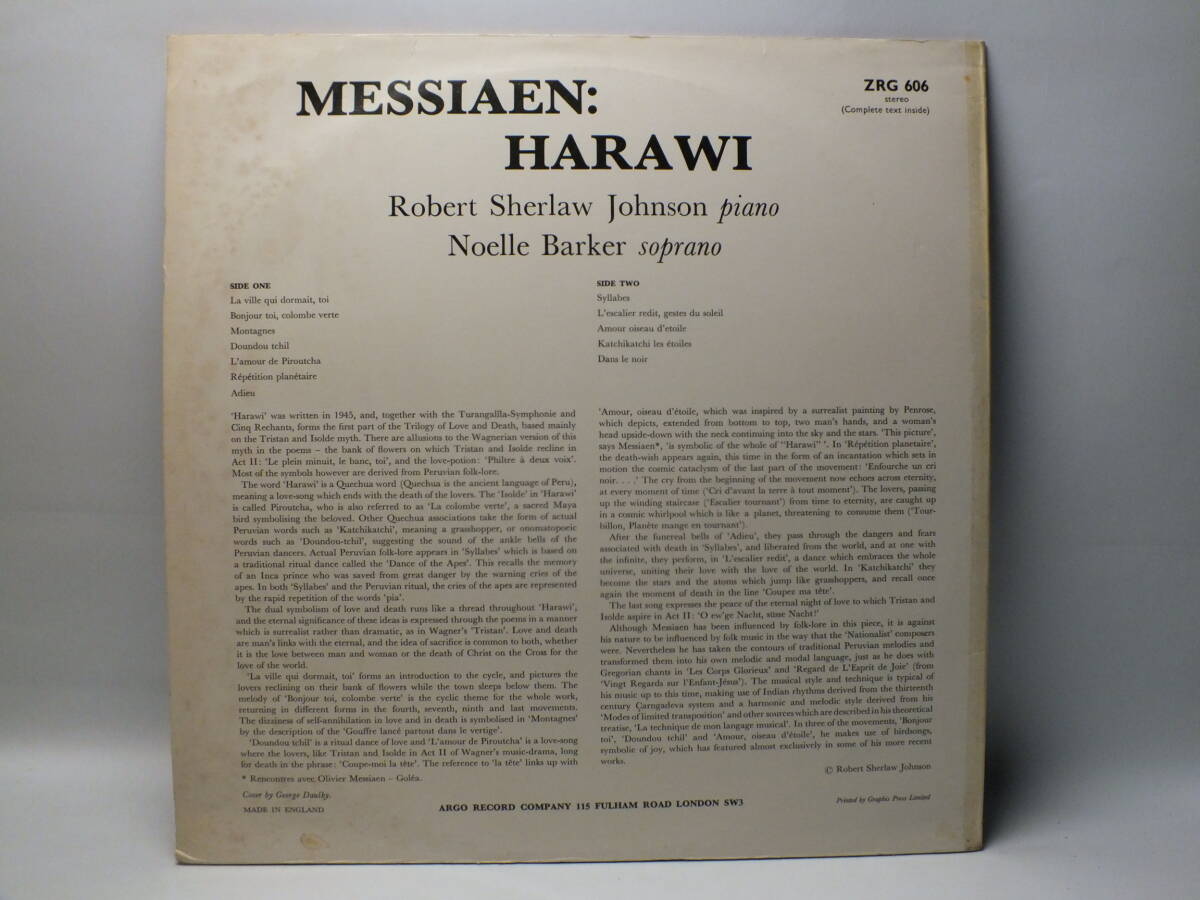 MESSIAEN:
HARAWI
ZRG 606
stereo
(Complete text inside)
Robert Sherlaw Johnson piano
Noelle Barker soprano
SIDE ONE
La ville qui dormait, toi
Bonjour toi, colombe verte
Montagnes
Doundou tchil
L'amour de Piroutcha
Répétition planétaire
Adieu
SIDE TWO
Syllabes
L'escalier redit, gestes du soleil
Amour oiseau d'etoile
Katchikatchi les étoiles
Dans le noir
'Harawi' was written in 1945, and, together with the Turangalîla-Symphonie and
Cinq Rechants, forms the first part of the Trilogy of Love and Death, based mainly
on the Tristan and Isolde myth. There are allusions to the Wagnerian version of this
myth in the poems – the bank of flowers on which Tristan and Isolde recline in
Act II: 'Le plein minuit, le banc, toi', and the love-potion: 'Philtre à deux voix'.
Most of the symbols however are derived from Peruvian folk-lore.
The word 'Harawi' is a Quechua word (Quechua is the ancient language of Peru),
meaning a love-song which ends with the death of the lovers. The 'Isolde' in 'Harawi'
is called Piroutcha, who is also referred to as 'La colombe verte', a sacred Maya
bird symbolising the beloved. Other Quechua associations take the form of actual
Peruvian words such as 'Katchikatchi', meaning a grasshopper, or onomatopoeic
words such as 'Doundou-tchil', suggesting the sound of the ankle bells of the
Peruvian dancers. Actual Peruvian folk-lore appears in 'Syllabes' which is based on
a traditional ritual dance called the 'Dance of the Apes'. This recalls the memory
of an Inca prince who was saved from great danger by the warning cries of the
apes. In both 'Syllabes' and the Peruvian ritual, the cries of the apes are represented
by the rapid repetition of the words 'pia'.
The dual symbolism of love and death runs like a thread throughout 'Harawi',
and the eternal significance of these ideas is expressed through the poems in a manner
which is surrealist rather than dramatic, as in Wagner's 'Tristan'. Love and death
are man's links with the eternal, and the idea of sacrifice is common to both, whether
it is the love between man and woman or the death of Christ on the Cross for the
love of the world.
'La ville qui dormait, toi' forms an introduction to the cycle, and pictures the
lovers reclining on their bank of flowers while the town sleeps below them. The
melody of 'Bonjour toi, colombe verte' is the cyclic theme for the whole work,
returning in different forms in the fourth, seventh, ninth and last movements.
The dizziness of self-annihilation in love and in death is symbolised in 'Montagnes'
by the description of the 'Gouffre lancé partout dans le vertige'.
'Doundou tchil' is a ritual dance of love and 'L'amour de Piroutcha' is a love-song
where the lovers, like Tristan and Isolde in Act II of Wagner's music-drama, long
for death in the phrase: 'Coupe-moi la tête'. The reference to 'la tête' links up with
* Rencontres avec Olivier Messiaen – Goléa.
'Amour, oiseau d'étoile, which was inspired by a surrealist painting by Penrose,
which depicts, extended from bottom to top, two man's hands, and a woman's
head upside-down with the neck continuing into the sky and the stars. 'This picture',
says Messiaen*, 'is symbolic of the whole of "Harawi" '. In 'Répétition planetaire',
the death-wish appears again, this time in the form of an incantation which sets in
motion the cosmic cataclysm of the last part of the movement: 'Enfourche un cri
noir. . . .' The cry from the beginning of the movement now echoes across eternity,
at every moment of time ('Cri d'avant la terre à tout moment'). The lovers, passing
up the winding staircase ('Escalier tournant') from time to eternity, are caught up
in a cosmic whirlpool which is like a planet, threatening to consume them ('Tour-
billon, Planète mange en tournant').
After the funereal bells of 'Adieu', they pass through the dangers and fears
associated with death in 'Syllabes', and liberated from the world, and at one with
the infinite, they perform, in 'L'escalier redit', a dance which embraces the whole
universe, uniting their love with the love of the world. In 'Katchikatchi' they
become the stars and the atoms which jump like grasshoppers, and recall once
again the moment of death in the line 'Coupez ma tête'.
The last song expresses the peace of the eternal night of love to which Tristan and
Isolde aspire in Act II: 'O ew'ge Nacht, süsse Nacht!'
Although Messiaen has been influenced by folk-lore in this piece, it is against
his nature to be influenced by folk music in the way that the 'Nationalist' composers
were. Nevertheless he has taken the contours of traditional Peruvian melodies and
transformed them into his own melodic and modal language, just as he does with
Gregorian chants in 'Les Corps Glorieux' and 'Regard de L'Esprit de Joie' (from
'Vingt Regards sur l'Enfant-Jésus'). The musical style and technique is typical of
his music up to this time, making use of Indian rhythms derived from the thirteenth
century Çarngadeva system and a harmonic and melodic style derived from his
'Modes of limited transposition' and other sources which are described in his theoretical
treatise, 'La technique de mon langage musical'. In three of the movements, 'Bonjour
toi', 'Doundou tchil' and 'Amour, oiseau d'étoile', he makes use of birdsongs,
symbolic of joy, which has featured almost exclusively in some of his more recent
works.
© Robert Sherlaw Johnson
Cover by George Daulky.
MADE IN ENGLAND
ARGO RECORD COMPANY 115 FULHAM ROAD LONDON SW3
Printed by Graphic Press Limited